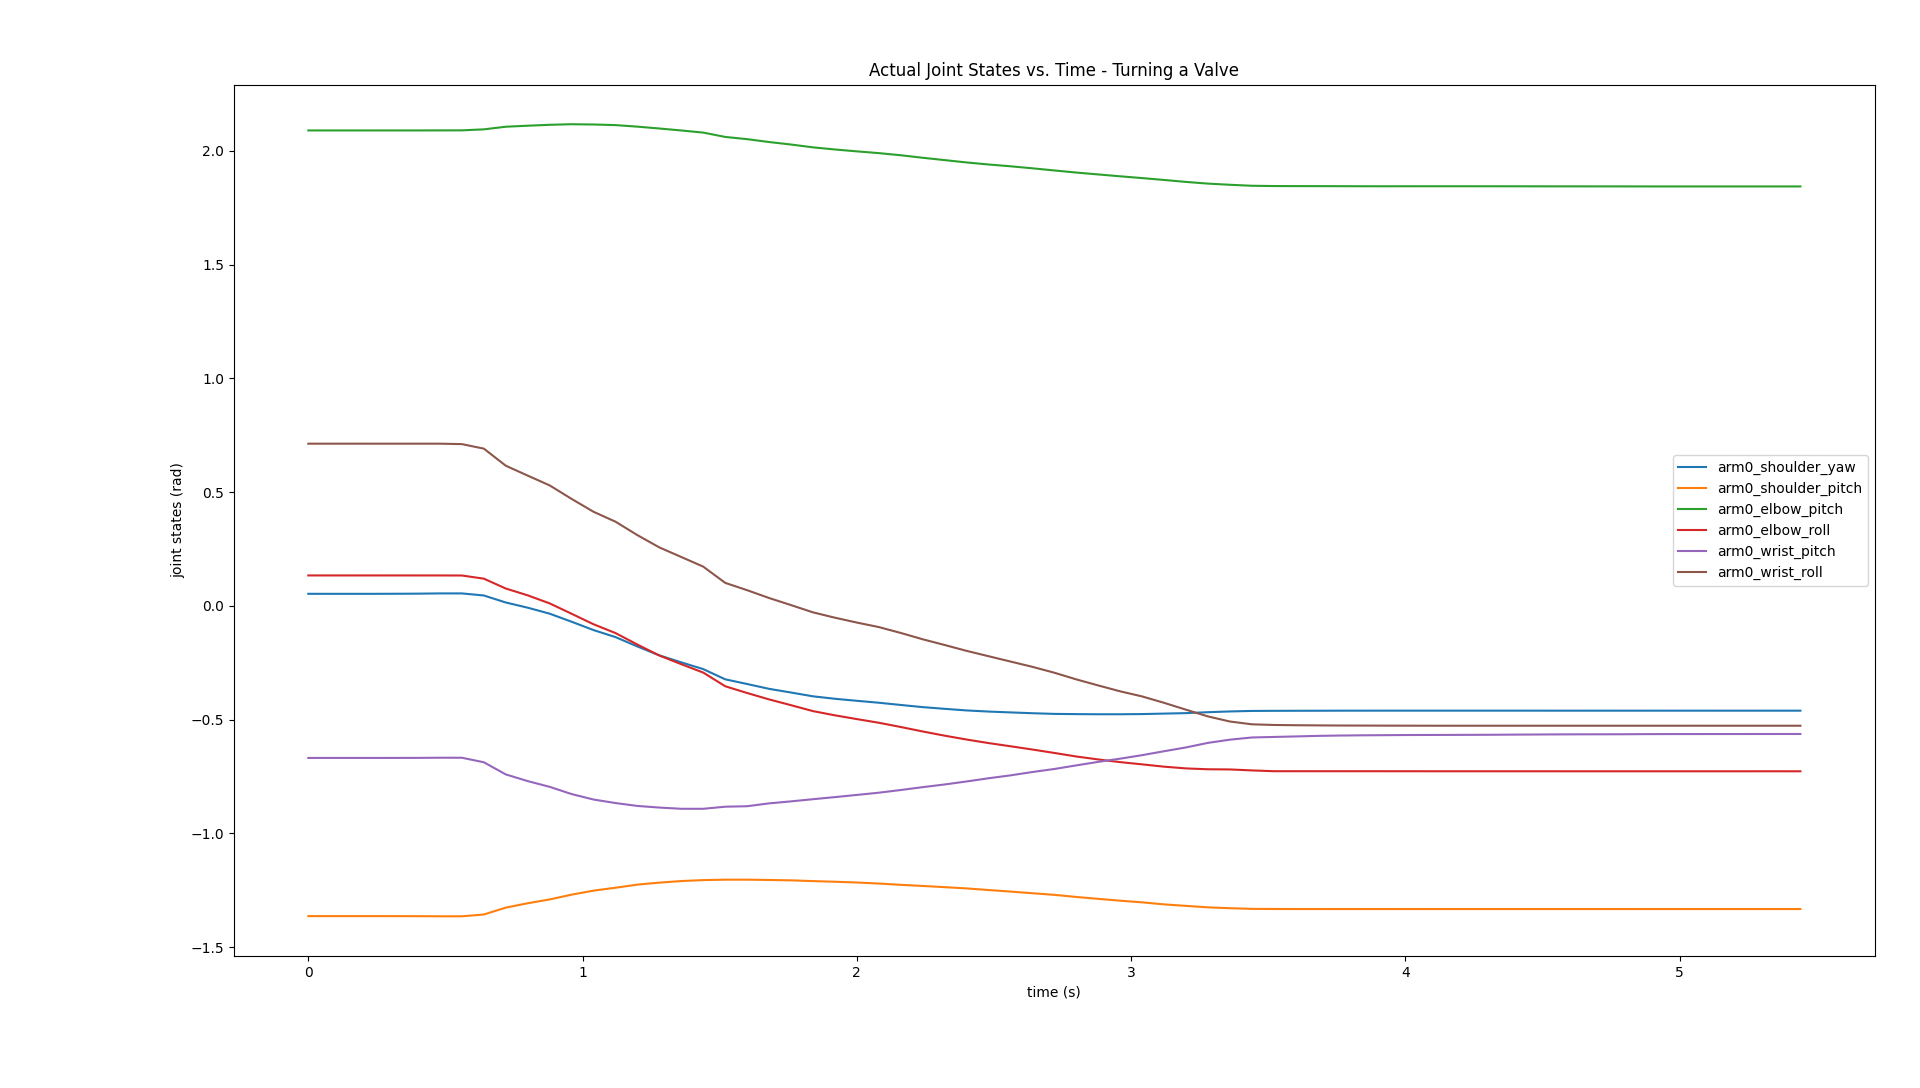 Actual Joint States vs. Time - Turning a Valve
joint states (rad)
2.0
1.5
1.0
0.5
0.0
−0.5
−1.0
−1.5
arm0_shoulder_yaw
arm0_shoulder_pitch
arm0_elbow_pitch
arm0_elbow_roll
arm0_wrist_pitch
arm0_wrist_roll
0 1 2 3 4 5
time (s)